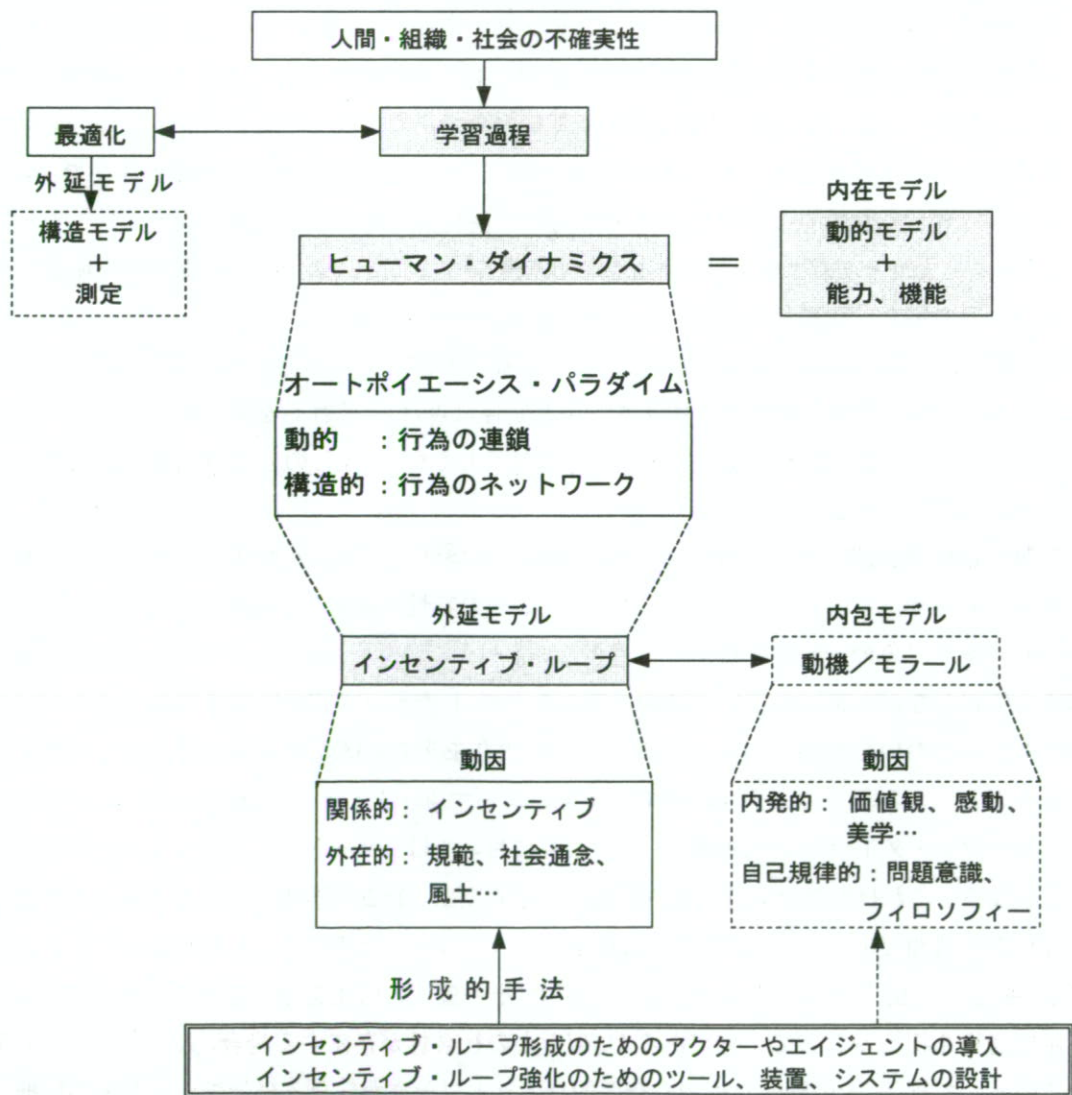 人間・組織・社会の不確実性
最適化
学習過程
外延モデル
構造モデル
+
測定
内在モデル
動的モデル
+
能力、機能
ヒューマン・ダイナミクス
=
オートポイエーシス・パラダイム
動的 : 行為の連鎖
構造的 : 行為のネットワーク
外延モデル
インセンティブ・ループ
内包モデル
動機/モラール
動因
関係的: インセンティブ
外在的: 規範、社会通念、
風土…
動因
内発的: 価値観、感動、
美学…
自己規律的:問題意識、
フィロソフィー
形成的手法
インセンティブ・ループ形成のためのアクターやエイジェントの導入
インセンティブ・ループ強化のためのツール、装置、システムの設計